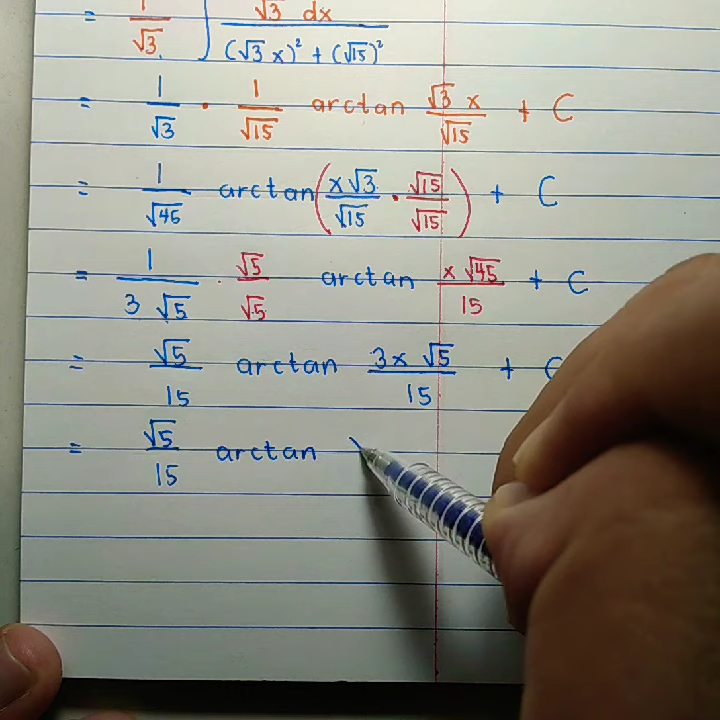 = 1/√3 ∫ √3 dx / (√3 x)² + (√15)²
= 1/√3 · 1/√15 arctan √3 x/√15 + C
= 1/√45 arctan(x√3/√15 · √15/√15) + C
= 1/3√5 · √5/√5 arctan x√45/15 + C
= √5/15 arctan 3x√5/15 + C
= √5/15 arctan